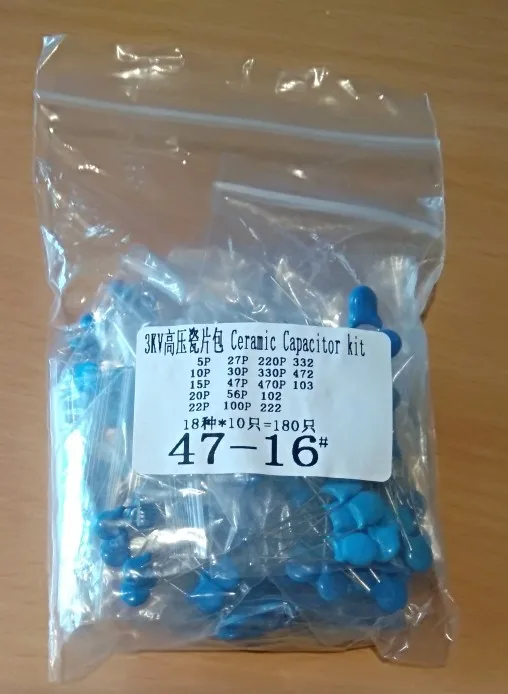 3KV高压瓷片包 Ceramic Capacitor kit
5P 27P 220P 332
10P 30P 330P 472
15P 47P 470P 103
20P 56P 102
22P 100P 222
18种*10只=180只
47-16#